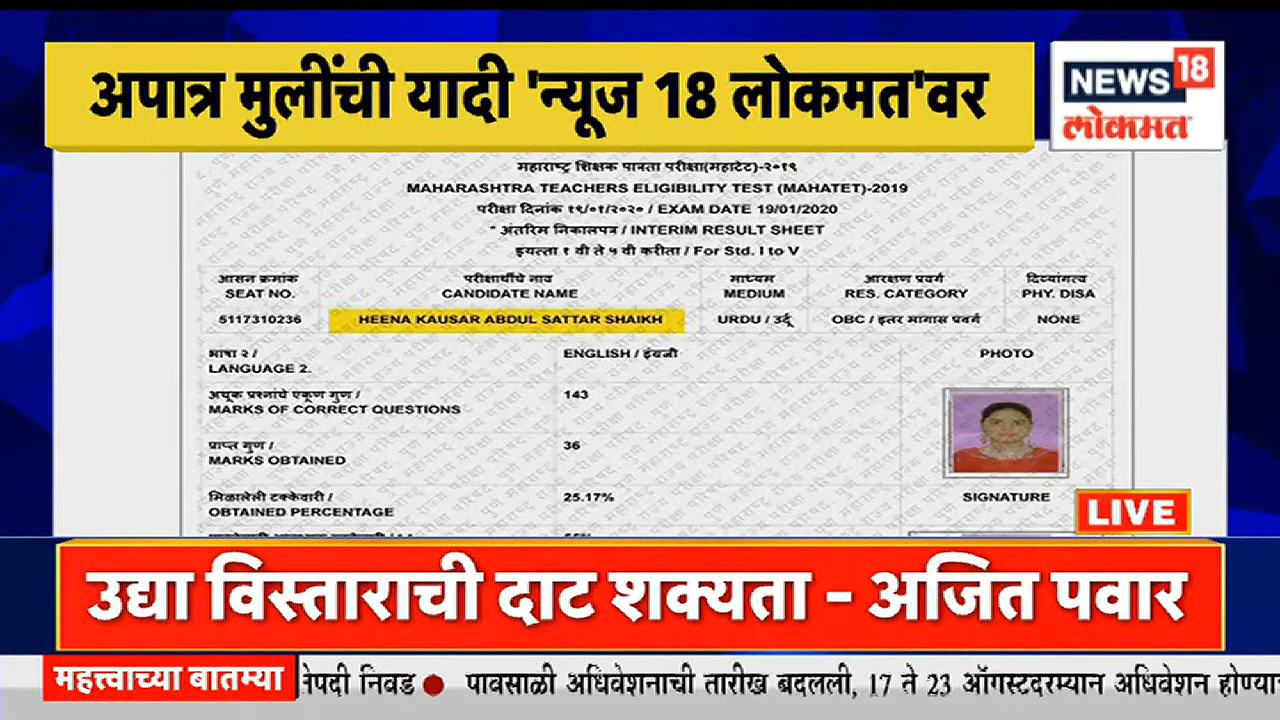 अपात्र मुलींची यादी 'न्यूज 18 लोकमत'वर
NEWS 18
लोकमत
महाराष्ट्र शिक्षक पात्रता परीक्षा(महाटेट)-२०१९
MAHARASHTRA TEACHERS ELIGIBILITY TEST (MAHATET)-2019
परीक्षा दिनांक १९/०१/२०२० / EXAM DATE 19/01/2020
* अंतरिम निकालपत्र / INTERIM RESULT SHEET
इयत्ता १ वी ते ५ वी करीता / For Std. I to V
आसन क्रमांक परीक्षार्थीचे नाव माध्यम आरक्षण प्रवर्ग दिव्यांगत्व
SEAT NO. CANDIDATE NAME MEDIUM RES. CATEGORY PHY. DISA
5117310236 HEENA KAUSAR ABDUL SATTAR SHAIKH URDU / उर्दू OBC / इतर मागास प्रवर्ग NONE
भाषा २ / ENGLISH / इंग्रजी PHOTO
LANGUAGE 2.
अचूक प्रश्नांचे एकूण गुण / 143
MARKS OF CORRECT QUESTIONS
प्राप्त गुण / 36
MARKS OBTAINED
मिळालेली टक्केवारी / 25.17% SIGNATURE
OBTAINED PERCENTAGE
LIVE
उद्या विस्ताराची दाट शक्यता - अजित पवार
महत्त्वाच्या बातम्या
निवड ● पावसाळी अधिवेशनाची तारीख बदलली, 17 ते 23 ऑगस्टदरम्यान अधिवेशन